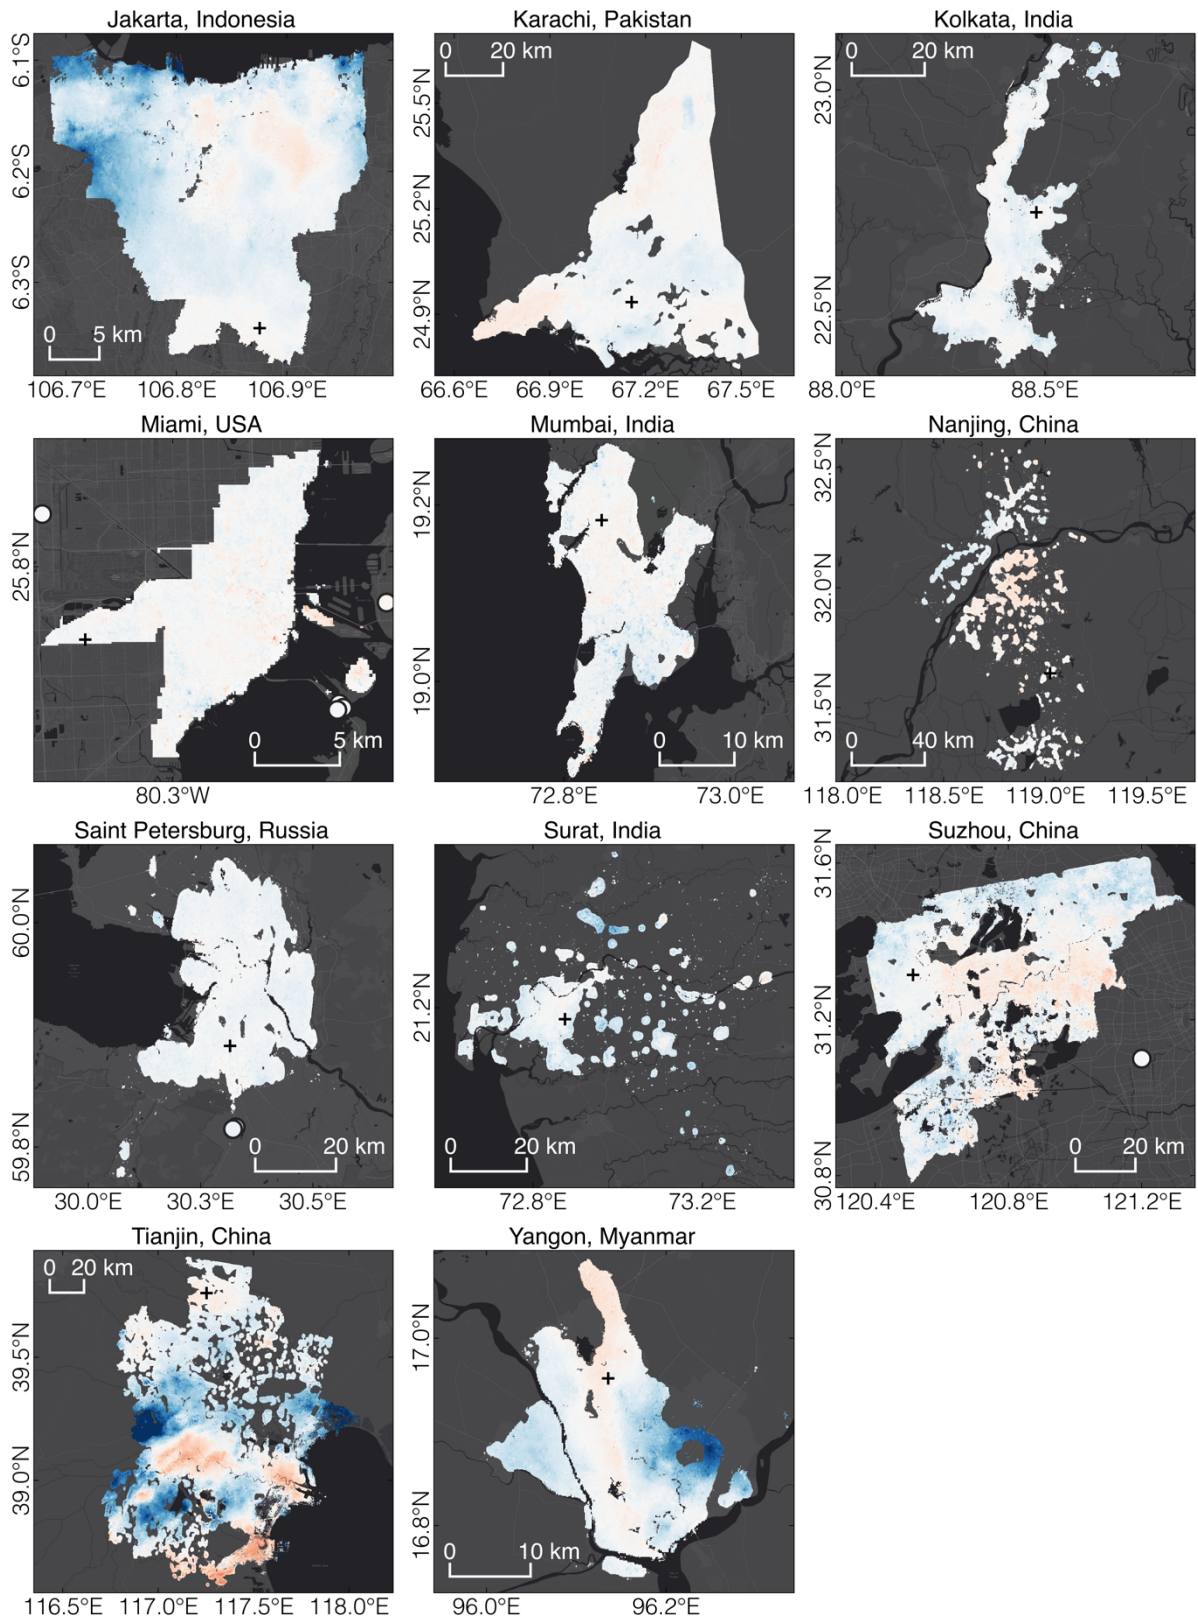 Jakarta, Indonesia
6.1°S
6.2°S
6.3°S
0 5 km
106.7°E 106.8°E 106.9°E
Karachi, Pakistan
0 20 km
25.5°N
25.2°N
24.9°N
66.6°E 66.9°E 67.2°E 67.5°E
Kolkata, India
0 20 km
23.0°N
22.5°N
88.0°E 88.5°E
Miami, USA
25.8°N
0 5 km
80.3°W
Mumbai, India
19.2°N
19.0°N
0 10 km
72.8°E 73.0°E
Nanjing, China
32.5°N
32.0°N
31.5°N
0 40 km
118.0°E 118.5°E 119.0°E 119.5°E
Saint Petersburg, Russia
60.0°N
59.8°N
0 20 km
30.0°E 30.3°E 30.5°E
Surat, India
21.2°N
0 20 km
72.8°E 73.2°E
Suzhou, China
31.6°N
31.2°N
30.8°N
0 20 km
120.4°E 120.8°E 121.2°E
Tianjin, China
0 20 km
39.5°N
39.0°N
116.5°E 117.0°E 117.5°E 118.0°E
Yangon, Myanmar
17.0°N
16.8°N
0 10 km
96.0°E 96.2°E